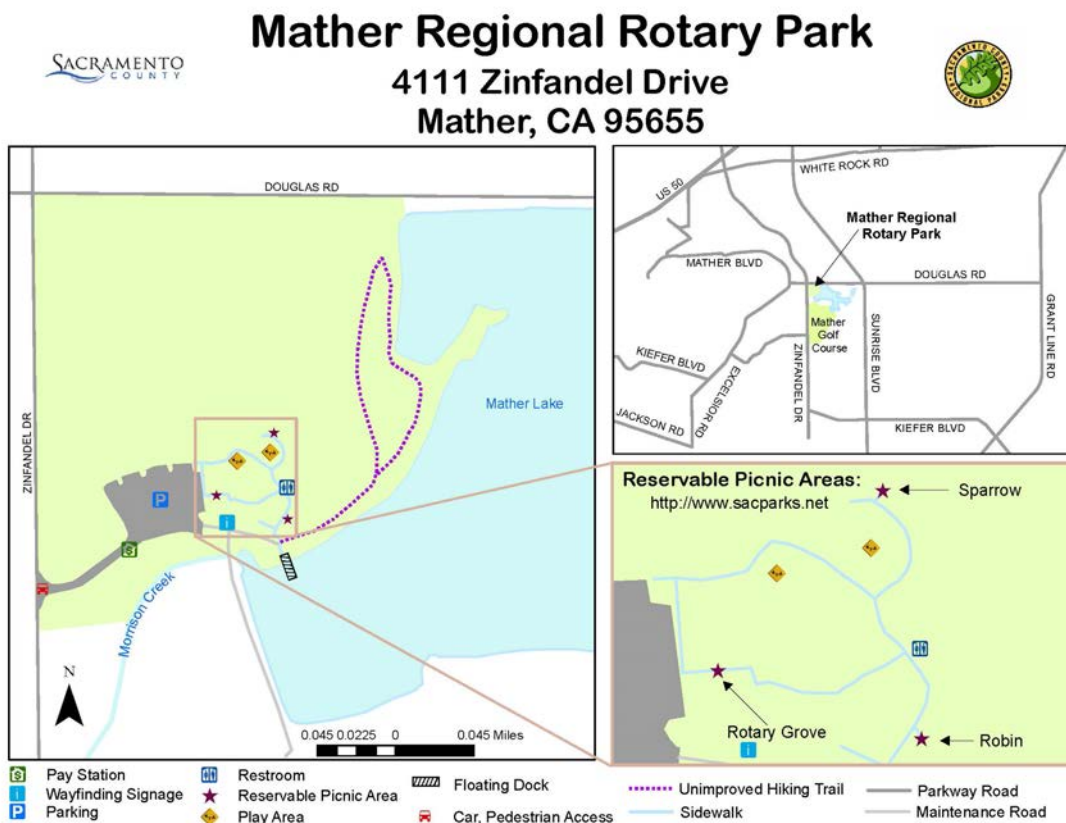 Mather Regional Rotary Park
4111 Zinfandel Drive
Mather, CA 95655
SACRAMENTO
COUNTY
SACRAMENTO COUNTY
REGIONAL PARKS
DOUGLAS RD
ZINFANDEL DR
Mather Lake
P
i
$
Morrison Creek
N
0.045 0.0225 0 0.045 Miles
US 50
WHITE ROCK RD
Mather Regional
Rotary Park
MATHER BLVD
DOUGLAS RD
Mather
Golf
Course
SUNRISE BLVD
GRANT LINE RD
ZINFANDEL DR
KIEFER BLVD
EXCELSIOR RD
JACKSON RD
KIEFER BLVD
Reservable Picnic Areas:
http://www.sacparks.net
Sparrow
Rotary Grove
Robin
i
$ Pay Station
i Wayfinding Signage
P Parking
Restroom
Reservable Picnic Area
Play Area
Floating Dock
Car, Pedestrian Access
Unimproved Hiking Trail
Sidewalk
Parkway Road
Maintenance Road